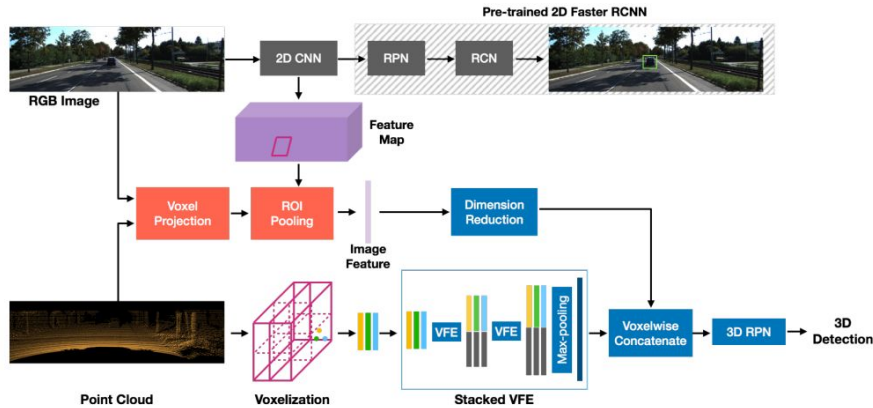 Pre-trained 2D Faster RCNN
2D CNN
RPN
RCN
RGB Image
Feature
Map
Voxel
Projection
ROI
Pooling
Dimension
Reduction
Image
Feature
VFE
VFE
Max-pooling
Voxelwise
Concatenate
3D RPN
3D
Detection
Point Cloud
Voxelization
Stacked VFE